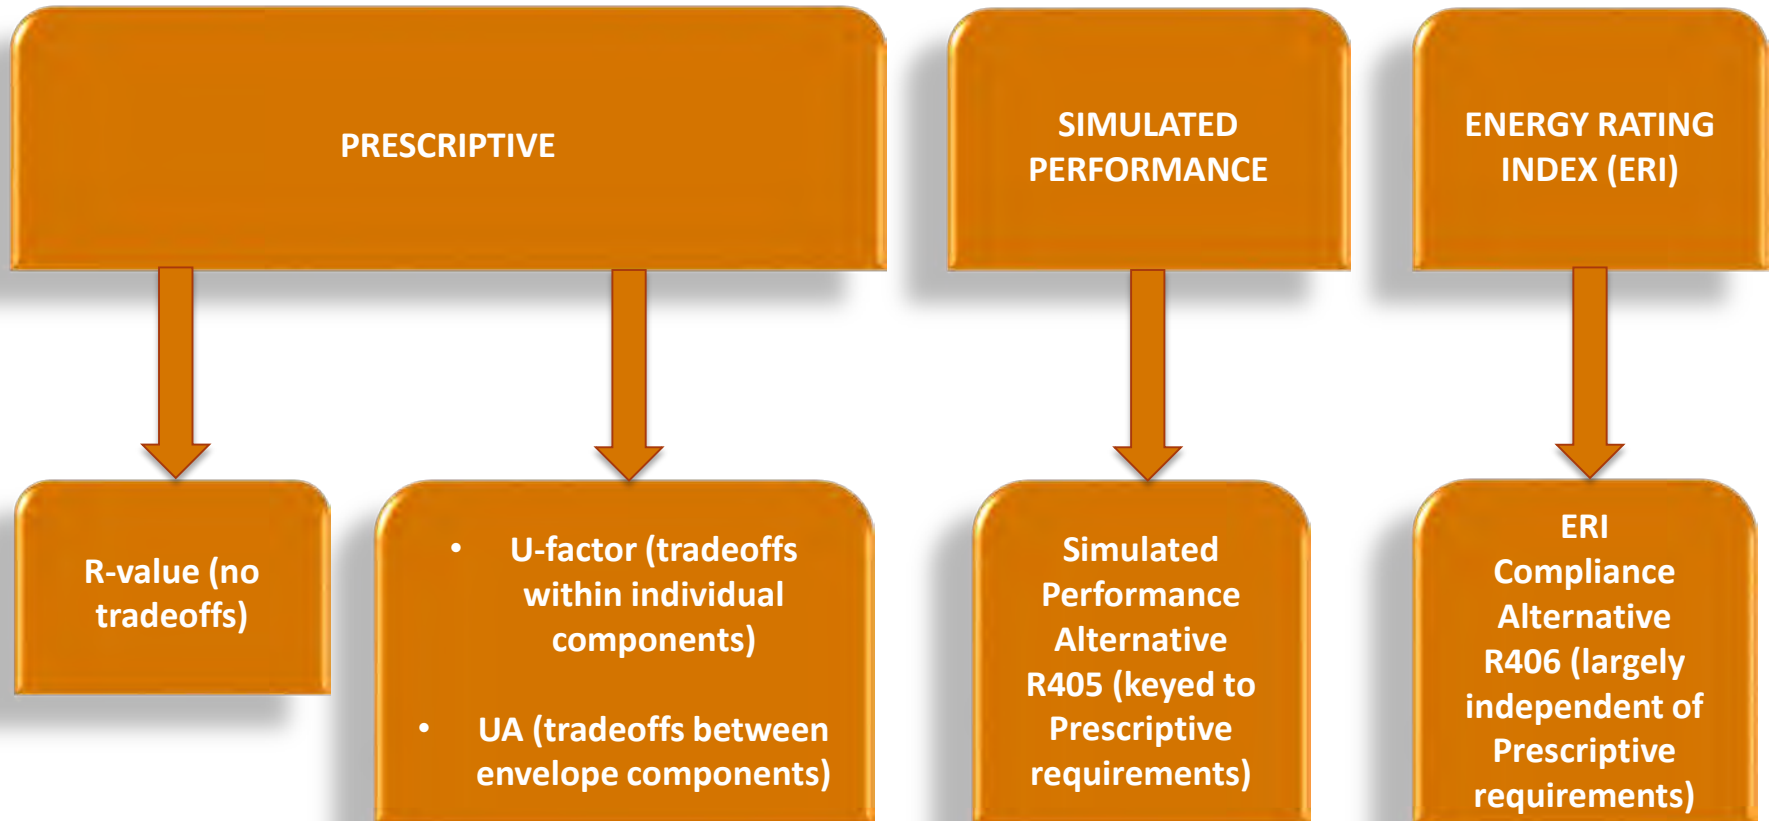 PRESCRIPTIVE
SIMULATED
PERFORMANCE
ENERGY RATING
INDEX (ERI)
R-value (no
tradeoffs)
• U-factor (tradeoffs
within individual
components)
• UA (tradeoffs between
envelope components)
Simulated
Performance
Alternative
R405 (keyed to
Prescriptive
requirements)
ERI
Compliance
Alternative
R406 (largely
independent of
Prescriptive
requirements)